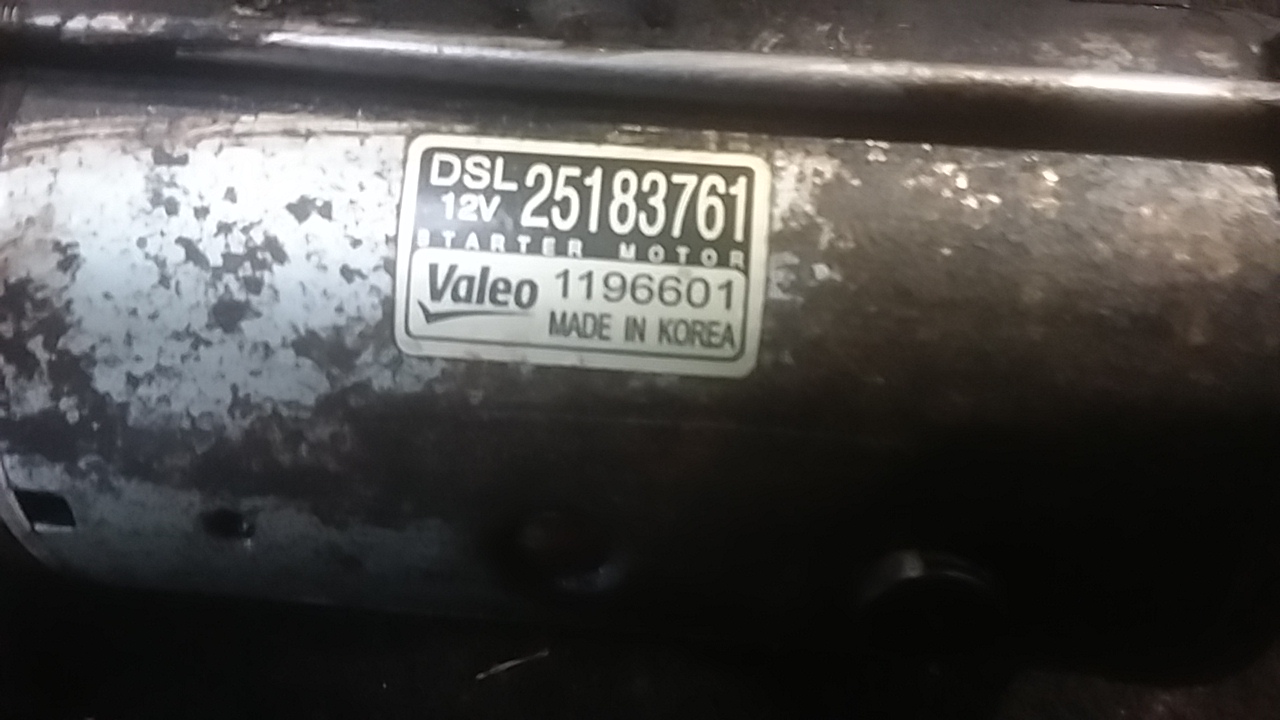 DSL 25183761
12V
STARTER MOTOR
Valeo 1196601
MADE IN KOREA